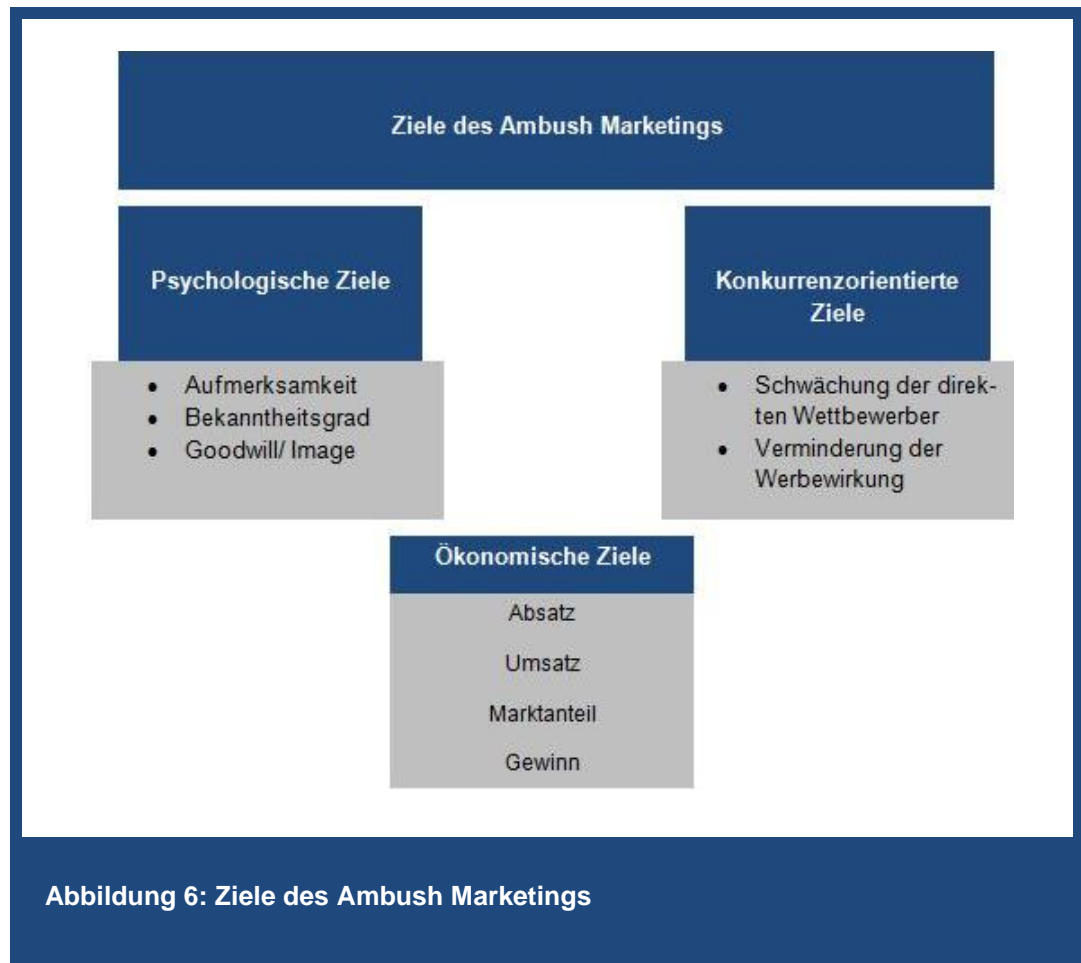 Ziele des Ambush Marketings
Psychologische Ziele
• Aufmerksamkeit
• Bekanntheitsgrad
• Goodwill/ Image
Konkurrenzorientierte
Ziele
• Schwächung der direk-
ten Wettbewerber
• Verminderung der
Werbewirkung
Ökonomische Ziele
Absatz
Umsatz
Marktanteil
Gewinn
Abbildung 6: Ziele des Ambush Marketings